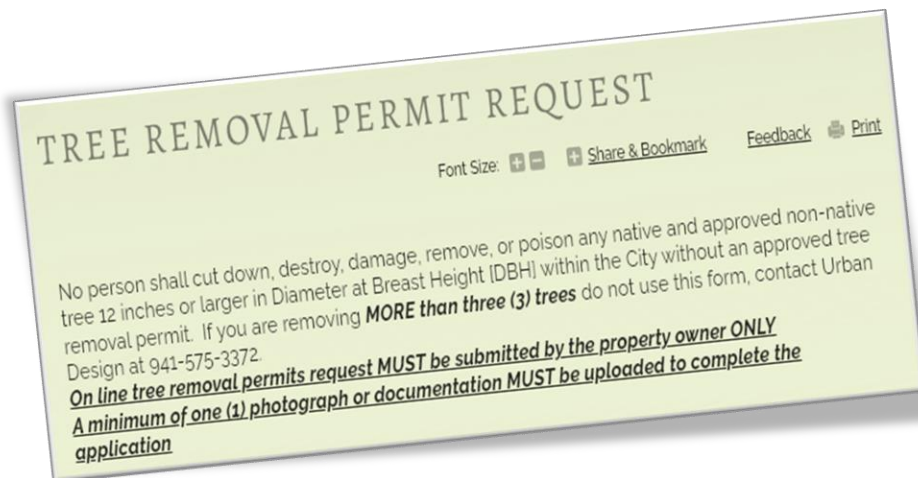 TREE REMOVAL PERMIT REQUEST
Font Size: + - + Share & Bookmark Feedback Print
No person shall cut down, destroy, damage, remove, or poison any native and approved non-native
tree 12 inches or larger in Diameter at Breast Height [DBH] within the City without an approved tree
removal permit. If you are removing MORE than three (3) trees do not use this form, contact Urban
Design at 941-575-3372.
On line tree removal permits request MUST be submitted by the property owner ONLY
A minimum of one (1) photograph or documentation MUST be uploaded to complete the
application